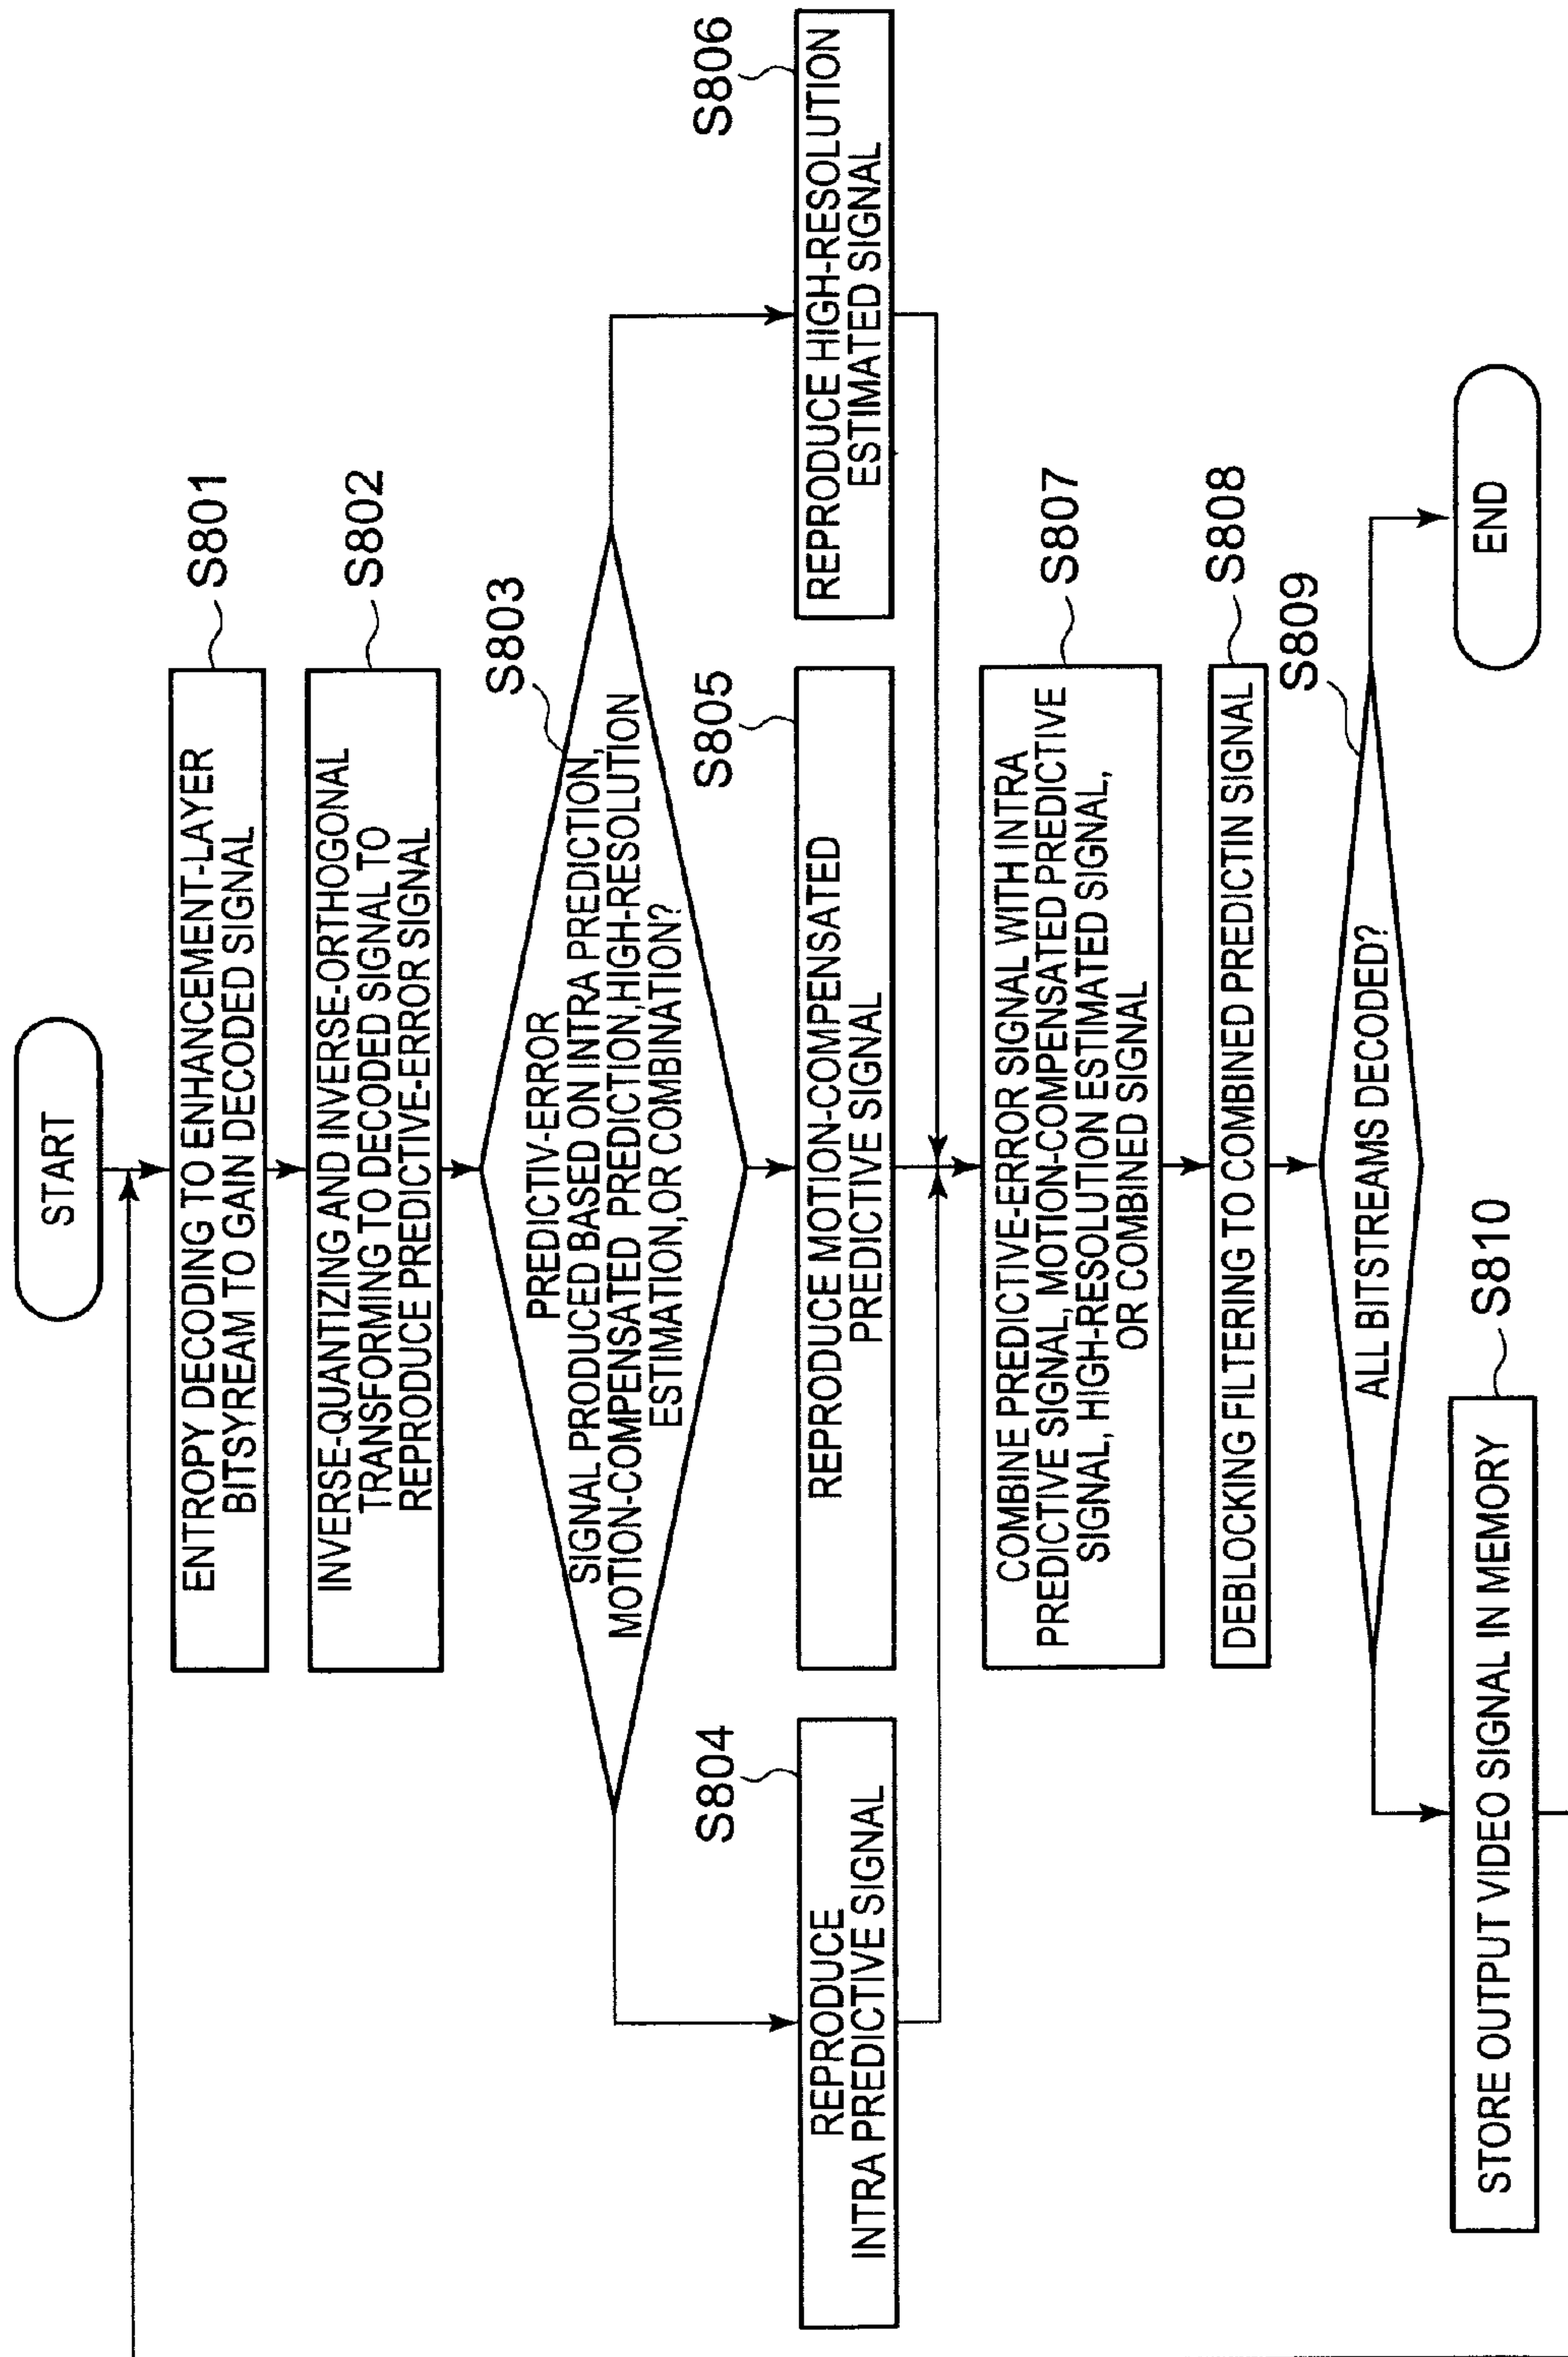 START
ENTROPY DECODING TO ENHANCEMENT-LAYER
BITSYREAM TO GAIN DECODED SIGNAL
S801
INVERSE-QUANTIZING AND INVERSE-ORTHOGONAL
TRANSFORMING TO DECODED SIGNAL TO
REPRODUCE PREDICTIVE-ERROR SIGNAL
S802
S803
PREDICTIV-ERROR
SIGNAL PRODUCED BASED ON INTRA PREDICTION,
MOTION-COMPENSATED PREDICTION,HIGH-RESOLUTION
ESTIMATION,OR COMBINATION?
S804
REPRODUCE
INTRA PREDICTIVE SIGNAL
S805
REPRODUCE MOTION-COMPENSATED
PREDICTIVE SIGNAL
S806
REPRODUCE HIGH-RESOLUTION
ESTIMATED SIGNAL
COMBINE PREDICTIVE-ERROR SIGNAL WITH INTRA
PREDICTIVE SIGNAL, MOTION-COMPENSATED PREDICTIVE
SIGNAL, HIGH-RESOLUTION ESTIMATED SIGNAL,
OR COMBINED SIGNAL
S807
DEBLOCKING FILTERING TO COMBINED PREDICTIN SIGNAL
S808
S809
ALL BITSTREAMS DECODED?
STORE OUTPUT VIDEO SIGNAL IN MEMORY
S810
END